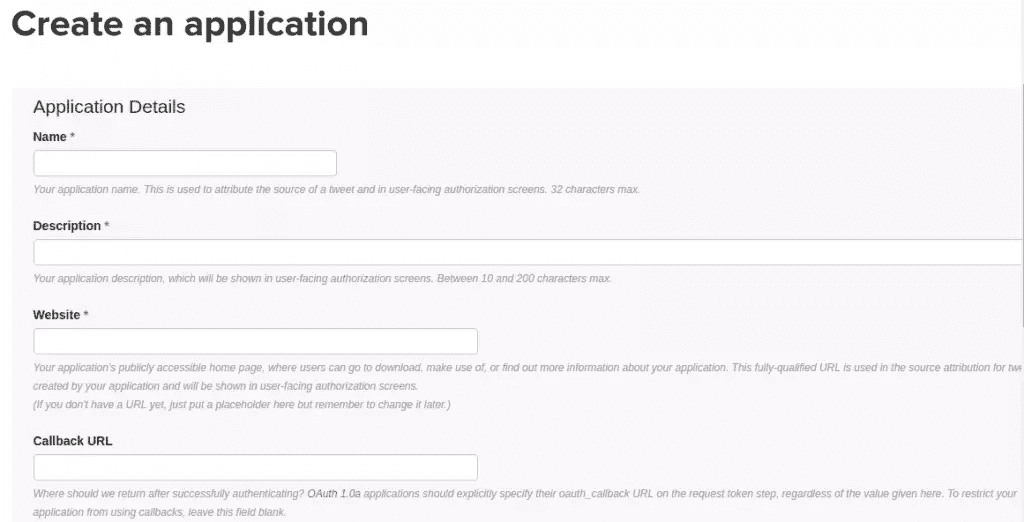 Create an application
Application Details
Name *
Your application name. This is used to attribute the source of a tweet and in user-facing authorization screens. 32 characters max.
Description *
Your application description, which will be shown in user-facing authorization screens. Between 10 and 200 characters max.
Website *
Your application's publicly accessible home page, where users can go to download, make use of, or find out more information about your application. This fully-qualified URL is used in the source attribution for
created by your application and will be shown in user-facing authorization screens.
(If you don't have a URL yet, just put a placeholder here but remember to change it later.)
Callback URL
Where should we return after successfully authenticating? OAuth 1.0a applications should explicitly specify their oauth_callback URL on the request token step, regardless of the value given here. To restrict your
application from using callbacks, leave this field blank.